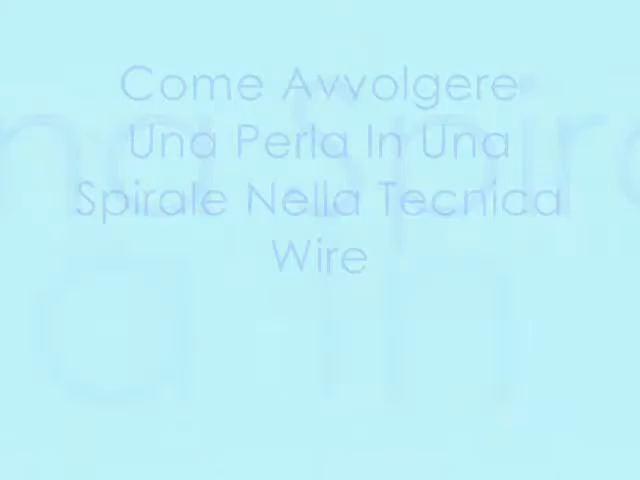 Come Avvolgere
Una Perla In Una
Spirale Nella Tecnica
Wire